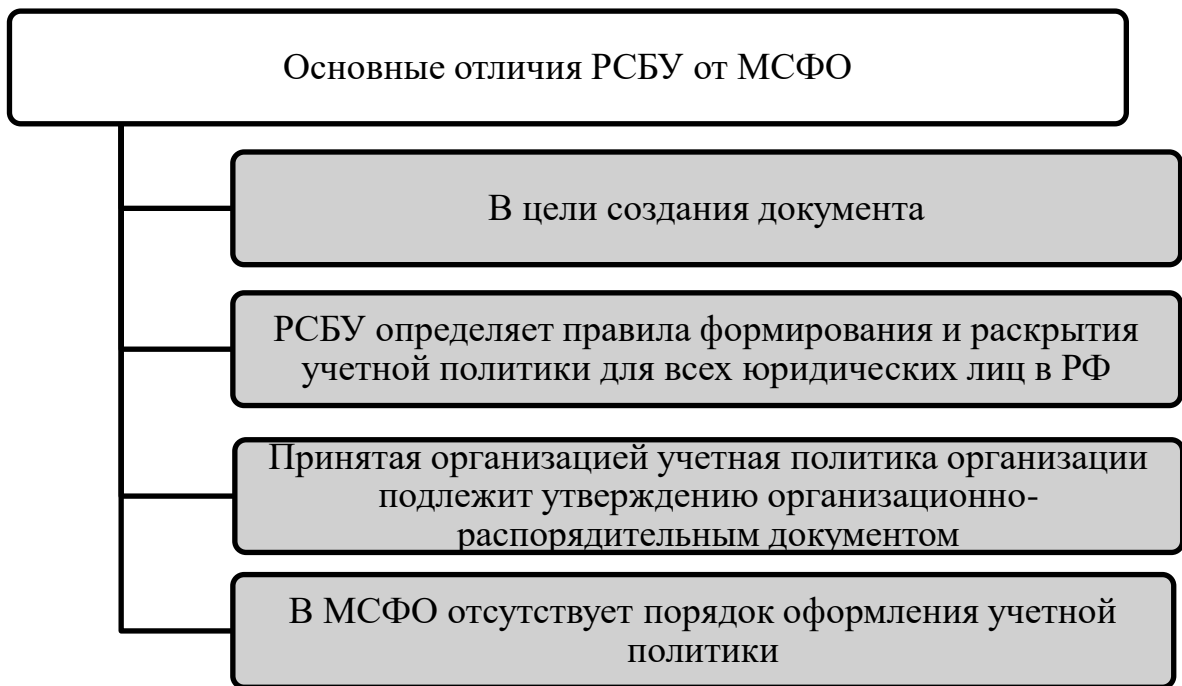 Основные отличия РСБУ от МСФО
В цели создания документа
РСБУ определяет правила формирования и раскрытия
учетной политики для всех юридических лиц в РФ
Принятая организацией учетная политика организации
подлежит утверждению организационно-
распорядительным документом
В МСФО отсутствует порядок оформления учетной
политики